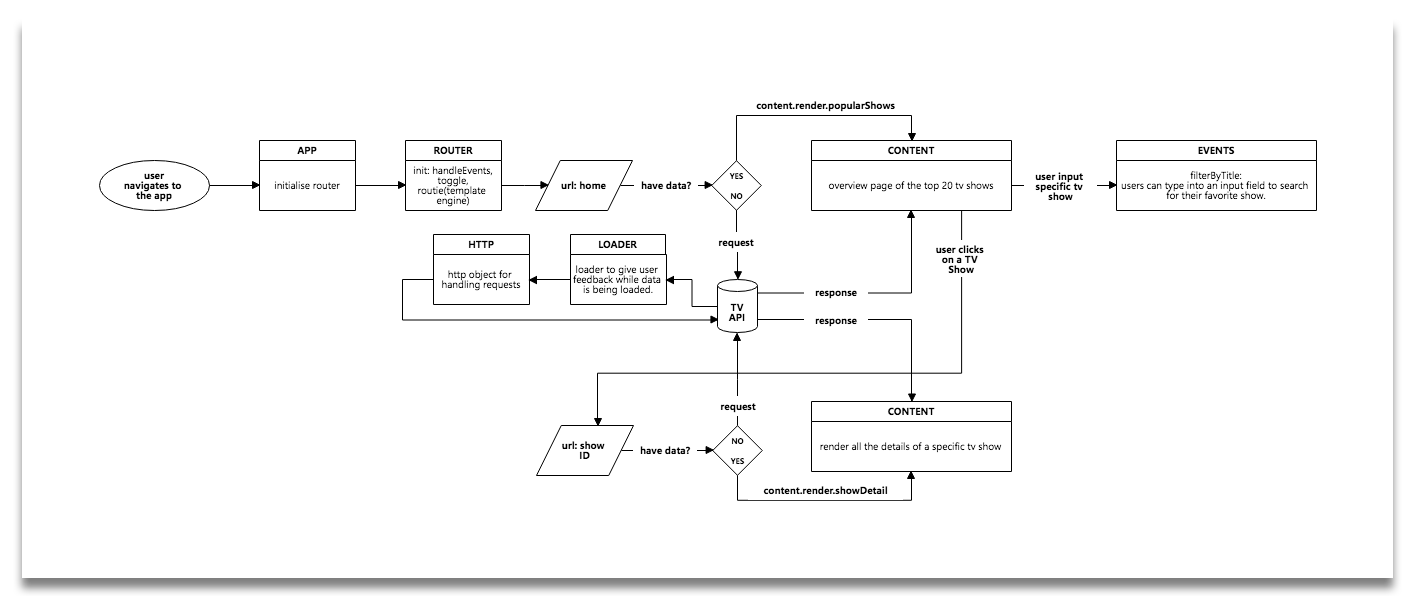 content.render.popularShows
user
navigates to
the app
APP
initialise router
ROUTER
init: handleEvents,
toggle,
routie(template
engine)
url: home
have data?
YES
NO
CONTENT
overview page of the top 20 tv shows
user input
specific tv
show
EVENTS
filterByTitle:
users can type into an input field to search
for their favorite show.
request
HTTP
http object for
handling requests
LOADER
loader to give user
feedback while data
is being loaded.
TV
API
response
response
user clicks
on a TV
Show
request
url: show
ID
have data?
NO
YES
CONTENT
render all the details of a specific tv show
content.render.showDetail